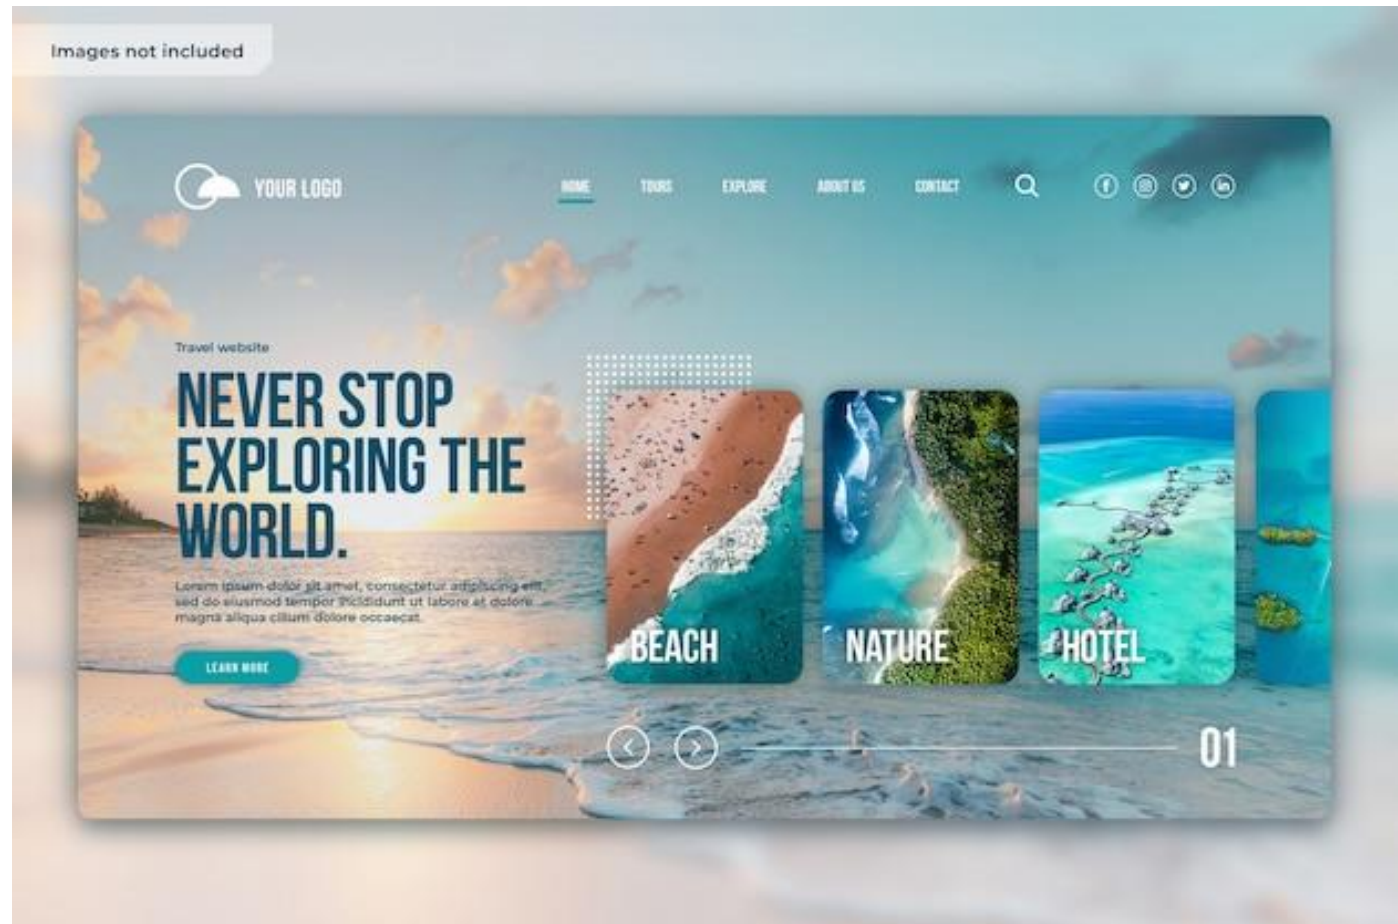 Images not included
YOUR LOGO
HOME TOURS EXPLORE ABOUT US CONTACT
Travel website
NEVER STOP
EXPLORING THE
WORLD.
Lorem ipsum dolor sit amet, consectetur adipiscing elit,
sed do eiusmod tempor incididunt ut labore et dolore
magna aliqua cillum dolore occaecat.
LEARN MORE
BEACH
NATURE
HOTEL
01